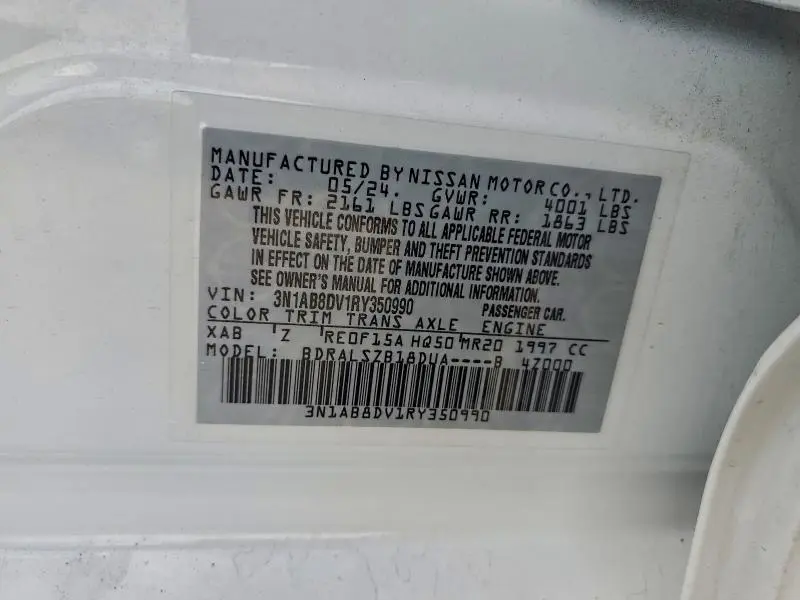 MANUFACTURED BY NISSAN MOTOR CO., LTD.
DATE: 05/24. GVWR: 4001 LBS
GAWR FR: 2161 LBS GAWR RR: 1863 LBS
THIS VEHICLE CONFORMS TO ALL APPLICABLE FEDERAL MOTOR
VEHICLE SAFETY, BUMPER AND THEFT PREVENTION STANDARDS
IN EFFECT ON THE DATE OF MANUFACTURE SHOWN ABOVE.
SEE OWNER'S MANUAL FOR ADDITIONAL INFORMATION.
VIN: 3N1AB8DV1RY350990 PASSENGER CAR.
COLOR TRIM TRANS AXLE ENGINE
XAB Z RE0F15A HQ50 MR20 1997 CC
MODEL: BDRALSZB18DUA----B 4Z000
3N1AB8DV1RY350990